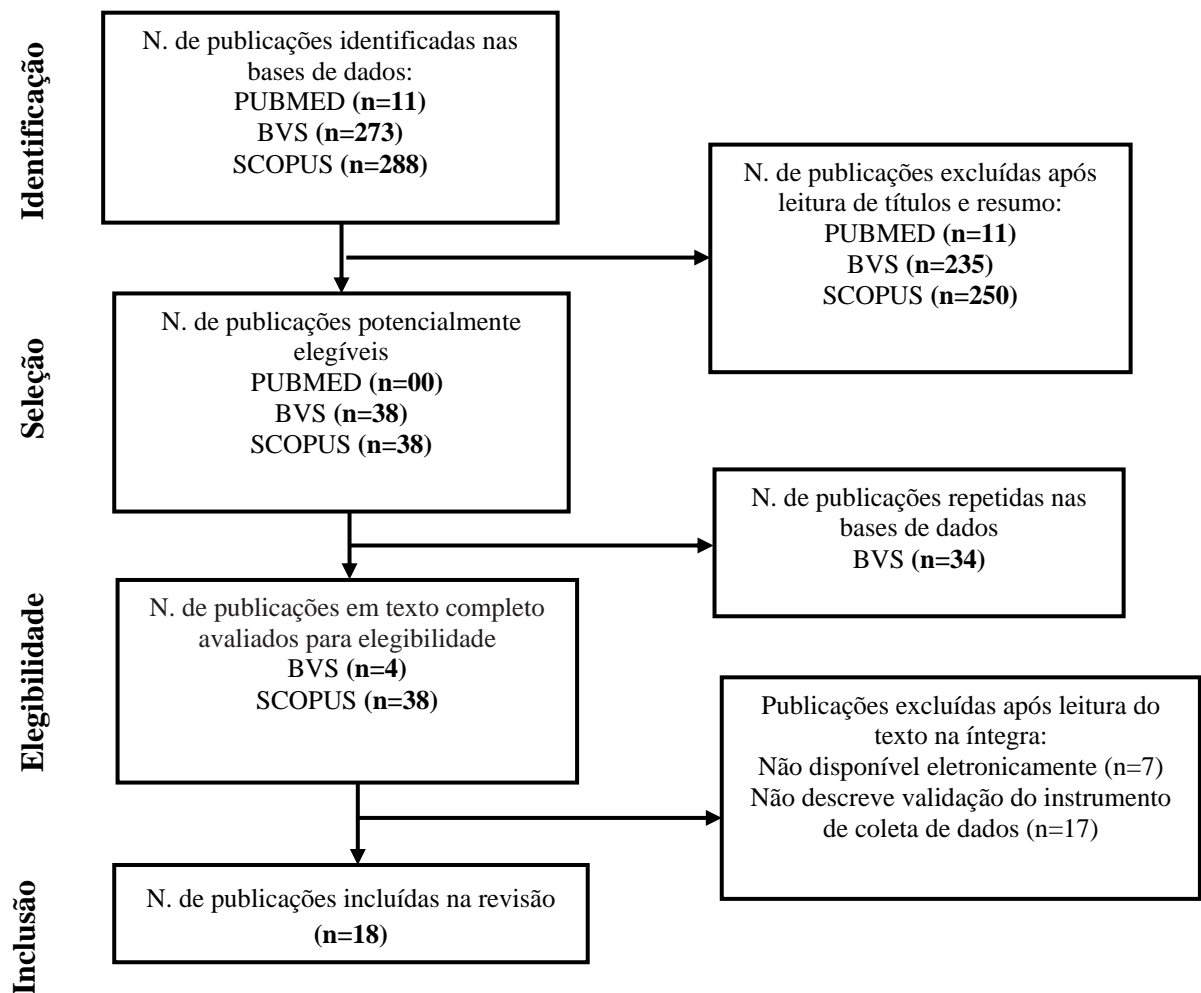 Identificação
N. de publicações identificadas nas
bases de dados:
PUBMED (n=11)
BVS (n=273)
SCOPUS (n=288)
N. de publicações excluídas após
leitura de títulos e resumo:
PUBMED (n=11)
BVS (n=235)
SCOPUS (n=250)
Seleção
N. de publicações potencialmente
elegíveis
PUBMED (n=00)
BVS (n=38)
SCOPUS (n=38)
N. de publicações repetidas nas
bases de dados
BVS (n=34)
Elegibilidade
N. de publicações em texto completo
avaliados para elegibilidade
BVS (n=4)
SCOPUS (n=38)
Publicações excluídas após leitura do
texto na íntegra:
Não disponível eletronicamente (n=7)
Não descreve validação do instrumento
de coleta de dados (n=17)
Inclusão
N. de publicações incluídas na revisão
(n=18)